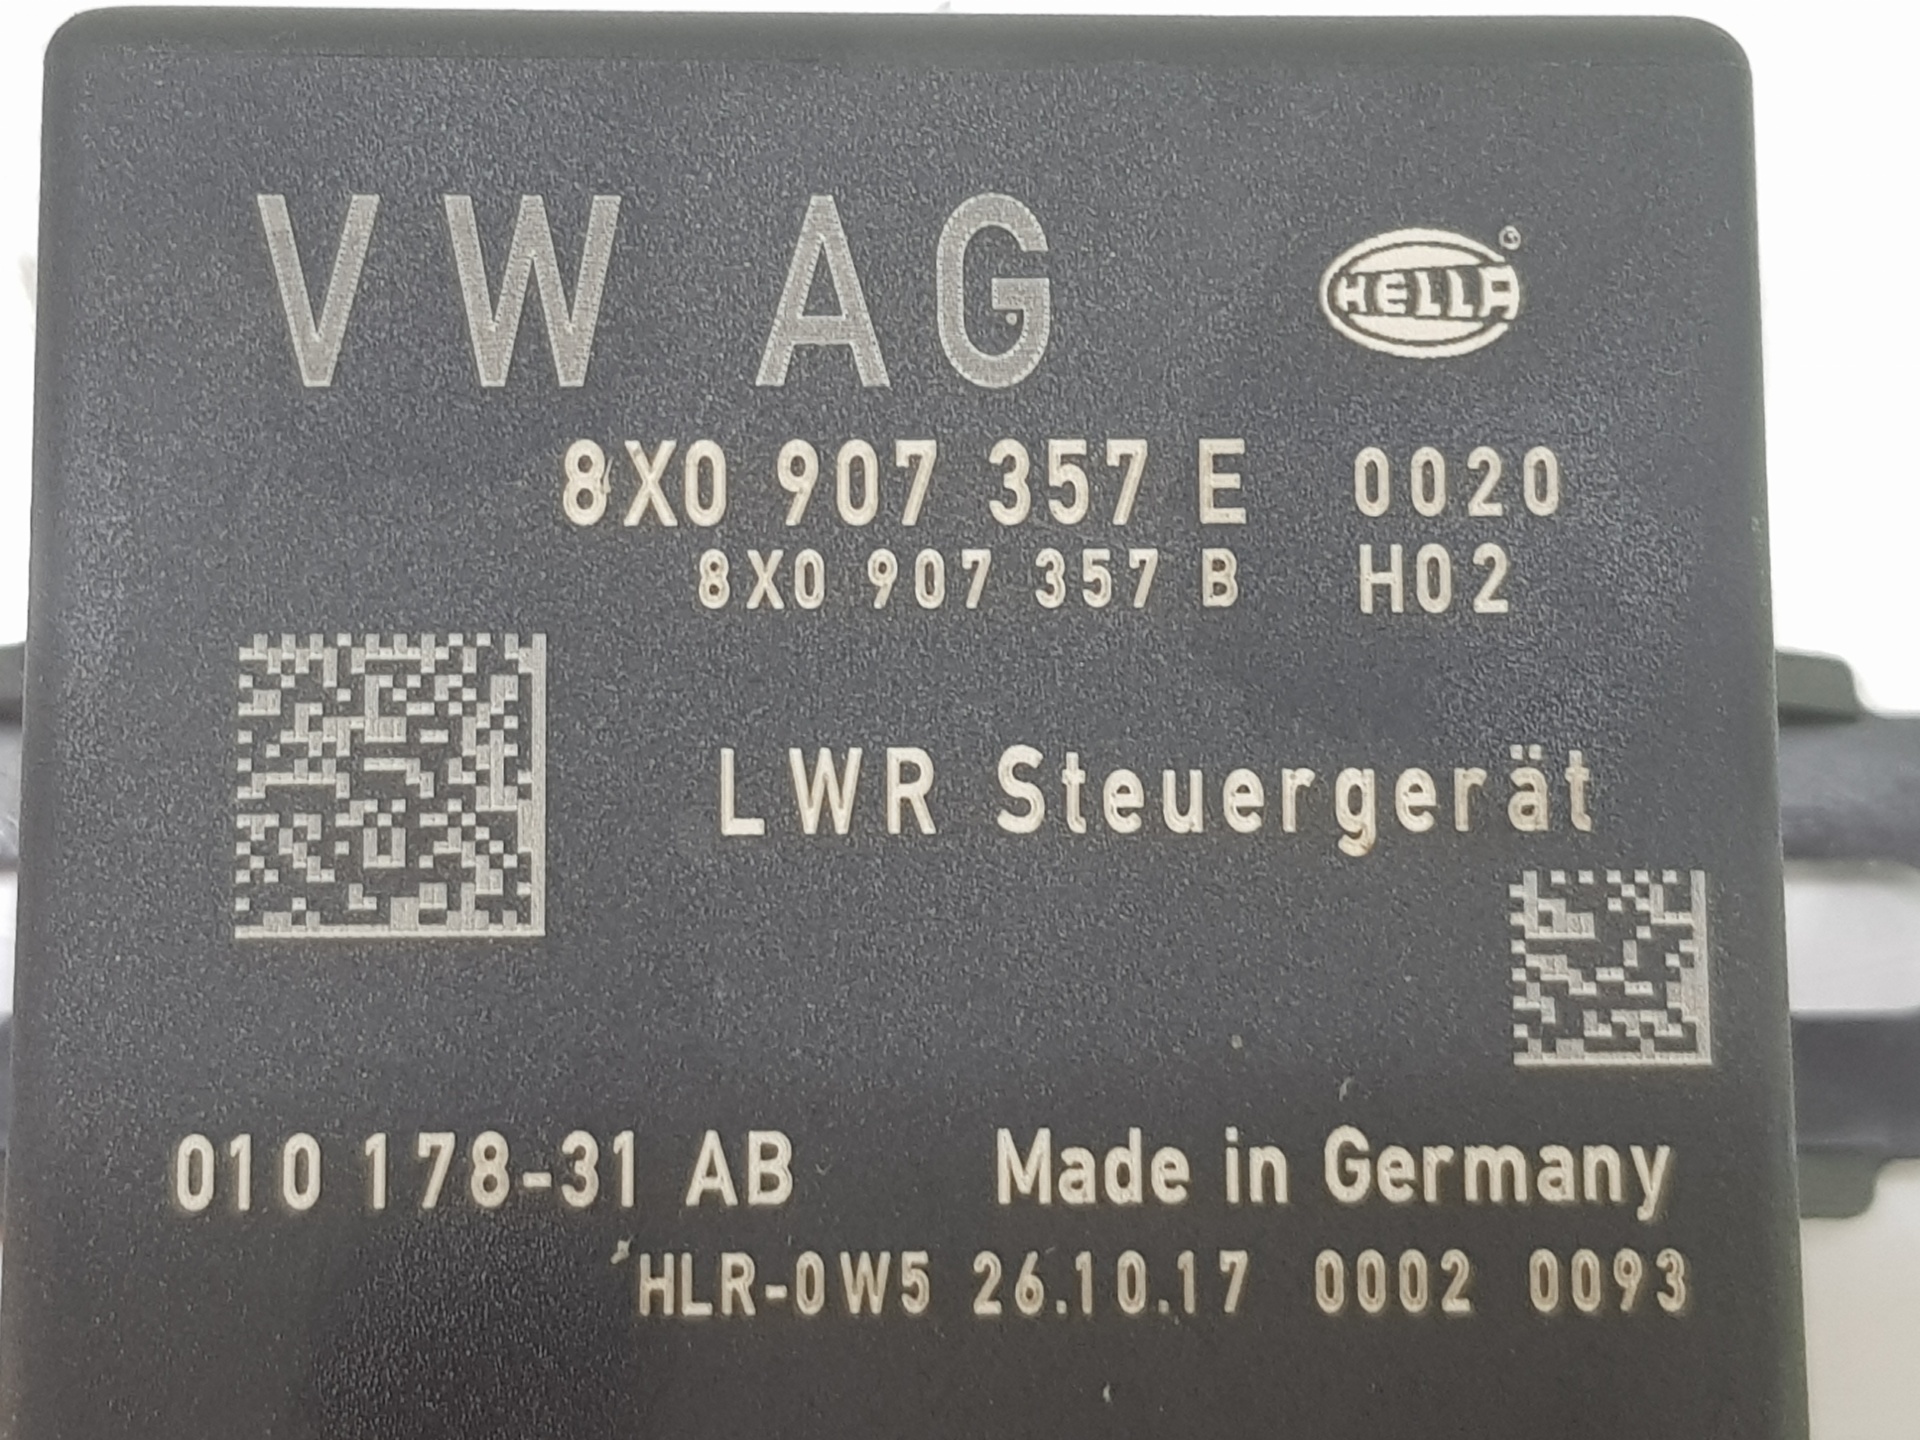 VW AG
HELLA ®
8X0 907 357 E 0020
8X0 907 357 B H02
LWR Steuergerät
010 178-31 AB Made in Germany
HLR-0W5 26.10.17 0002 0093